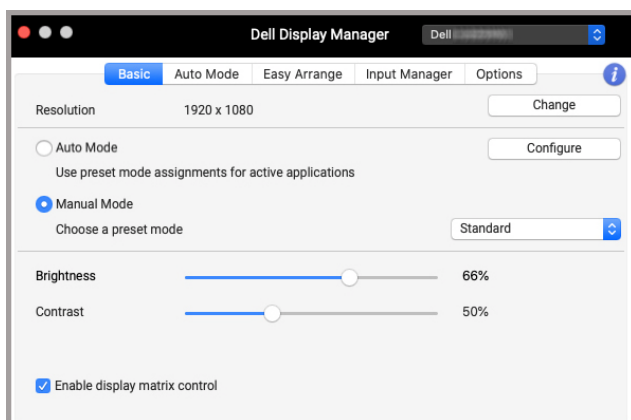 Dell Display Manager Dell
Basic Auto Mode Easy Arrange Input Manager Options i
Resolution 1920 x 1080 Change
Auto Mode Configure
Use preset mode assignments for active applications
Manual Mode
Choose a preset mode Standard
Brightness 66%
Contrast 50%
Enable display matrix control